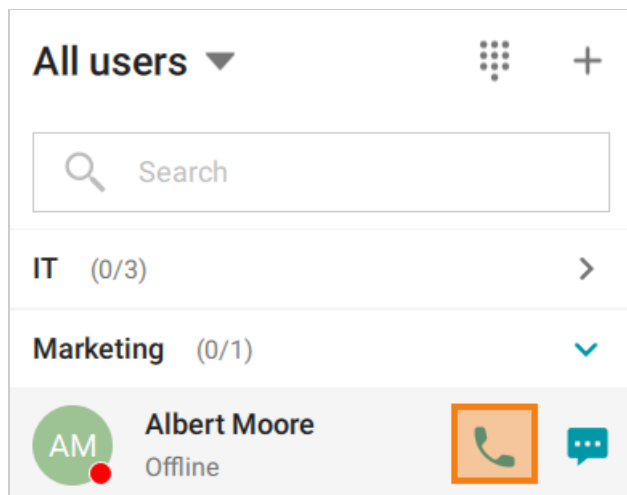 All users
Search
IT (0/3)
Marketing (0/1)
AM
Albert Moore
Offline